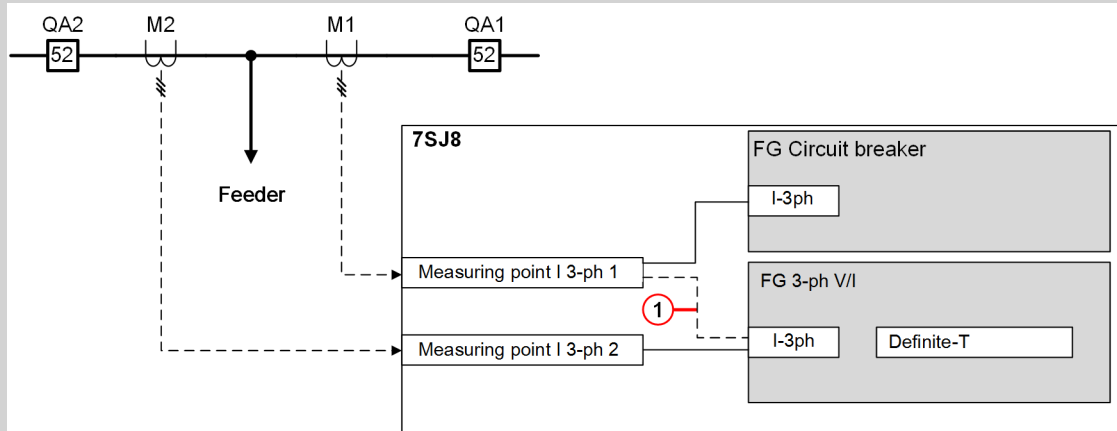 QA2
M2
M1
QA1
52
52
7SJ8
FG Circuit breaker
I-3ph
Feeder
Measuring point I 3-ph 1
FG 3-ph V/I
1
I-3ph
Definite-T
Measuring point I 3-ph 2